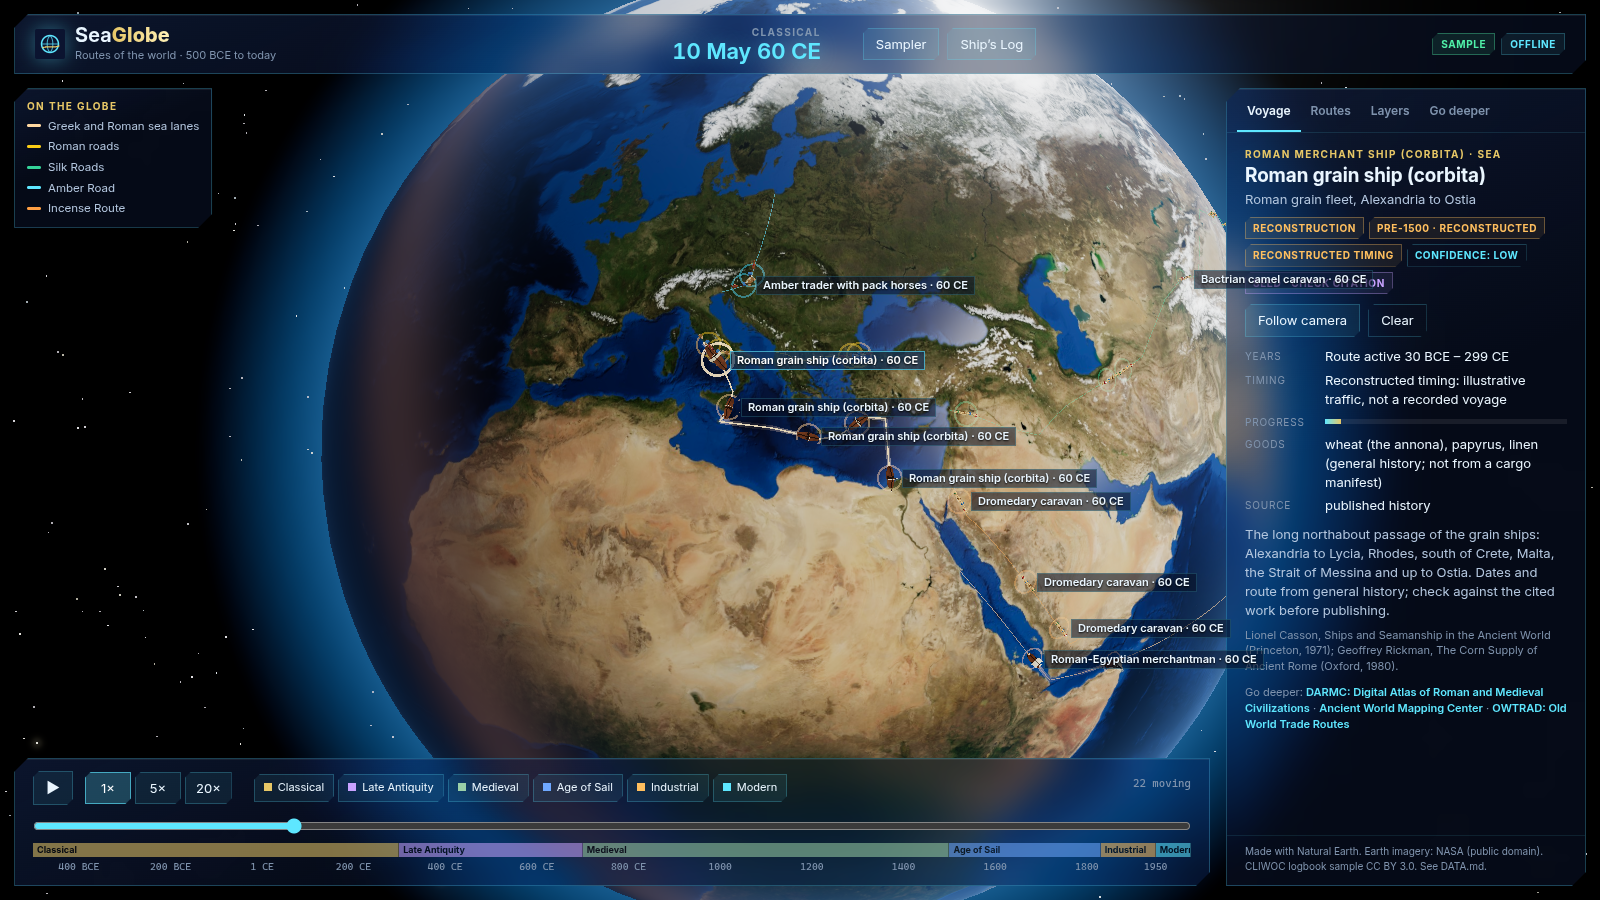 SeaGlobe
Routes of the world · 500 BCE to today
CLASSICAL
10 May 60 CE
Sampler
Ship's Log
SAMPLE
OFFLINE
ON THE GLOBE
Greek and Roman sea lanes
Roman roads
Silk Roads
Amber Road
Incense Route
Amber trader with pack horses · 60 CE
Roman grain ship (corbita) · 60 CE
Roman grain ship (corbita) · 60 CE
Roman grain ship (corbita) · 60 CE
Roman grain ship (corbita) · 60 CE
Dromedary caravan · 60 CE
Dromedary caravan · 60 CE
Dromedary caravan · 60 CE
Roman-Egyptian merchantman · 60 CE
Bactrian camel caravan · 60 CE
Voyage
Routes
Layers
Go deeper
ROMAN MERCHANT SHIP (CORBITA) · SEA
Roman grain ship (corbita)
Roman grain fleet, Alexandria to Ostia
RECONSTRUCTION
PRE-1500 · RECONSTRUCTED
RECONSTRUCTED TIMING
CONFIDENCE: LOW
Follow camera
Clear
YEARS
Route active 30 BCE – 299 CE
TIMING
Reconstructed timing: illustrative
traffic, not a recorded voyage
PROGRESS
GOODS
wheat (the annona), papyrus, linen
(general history; not from a cargo
manifest)
SOURCE
published history
The long northabout passage of the grain ships:
Alexandria to Lycia, Rhodes, south of Crete, Malta,
the Strait of Messina and up to Ostia. Dates and
route from general history; check against the cited
work before publishing.
Lionel Casson, Ships and Seamanship in the Ancient World
(Princeton, 1971); Geoffrey Rickman, The Corn Supply of
Ancient Rome (Oxford, 1980).
Go deeper: DARMC: Digital Atlas of Roman and Medieval
Civilizations · Ancient World Mapping Center · OWTRAD: Old
World Trade Routes
Made with Natural Earth. Earth imagery: NASA (public domain).
CLIWOC logbook sample CC BY 3.0. See DATA.md.
1×
5×
20×
Classical
Late Antiquity
Medieval
Age of Sail
Industrial
Modern
22 moving
Classical
Late Antiquity
Medieval
Age of Sail
Industrial
Modern
400 BCE
200 BCE
1 CE
200 CE
400 CE
600 CE
800 CE
1000
1200
1400
1600
1800
1950